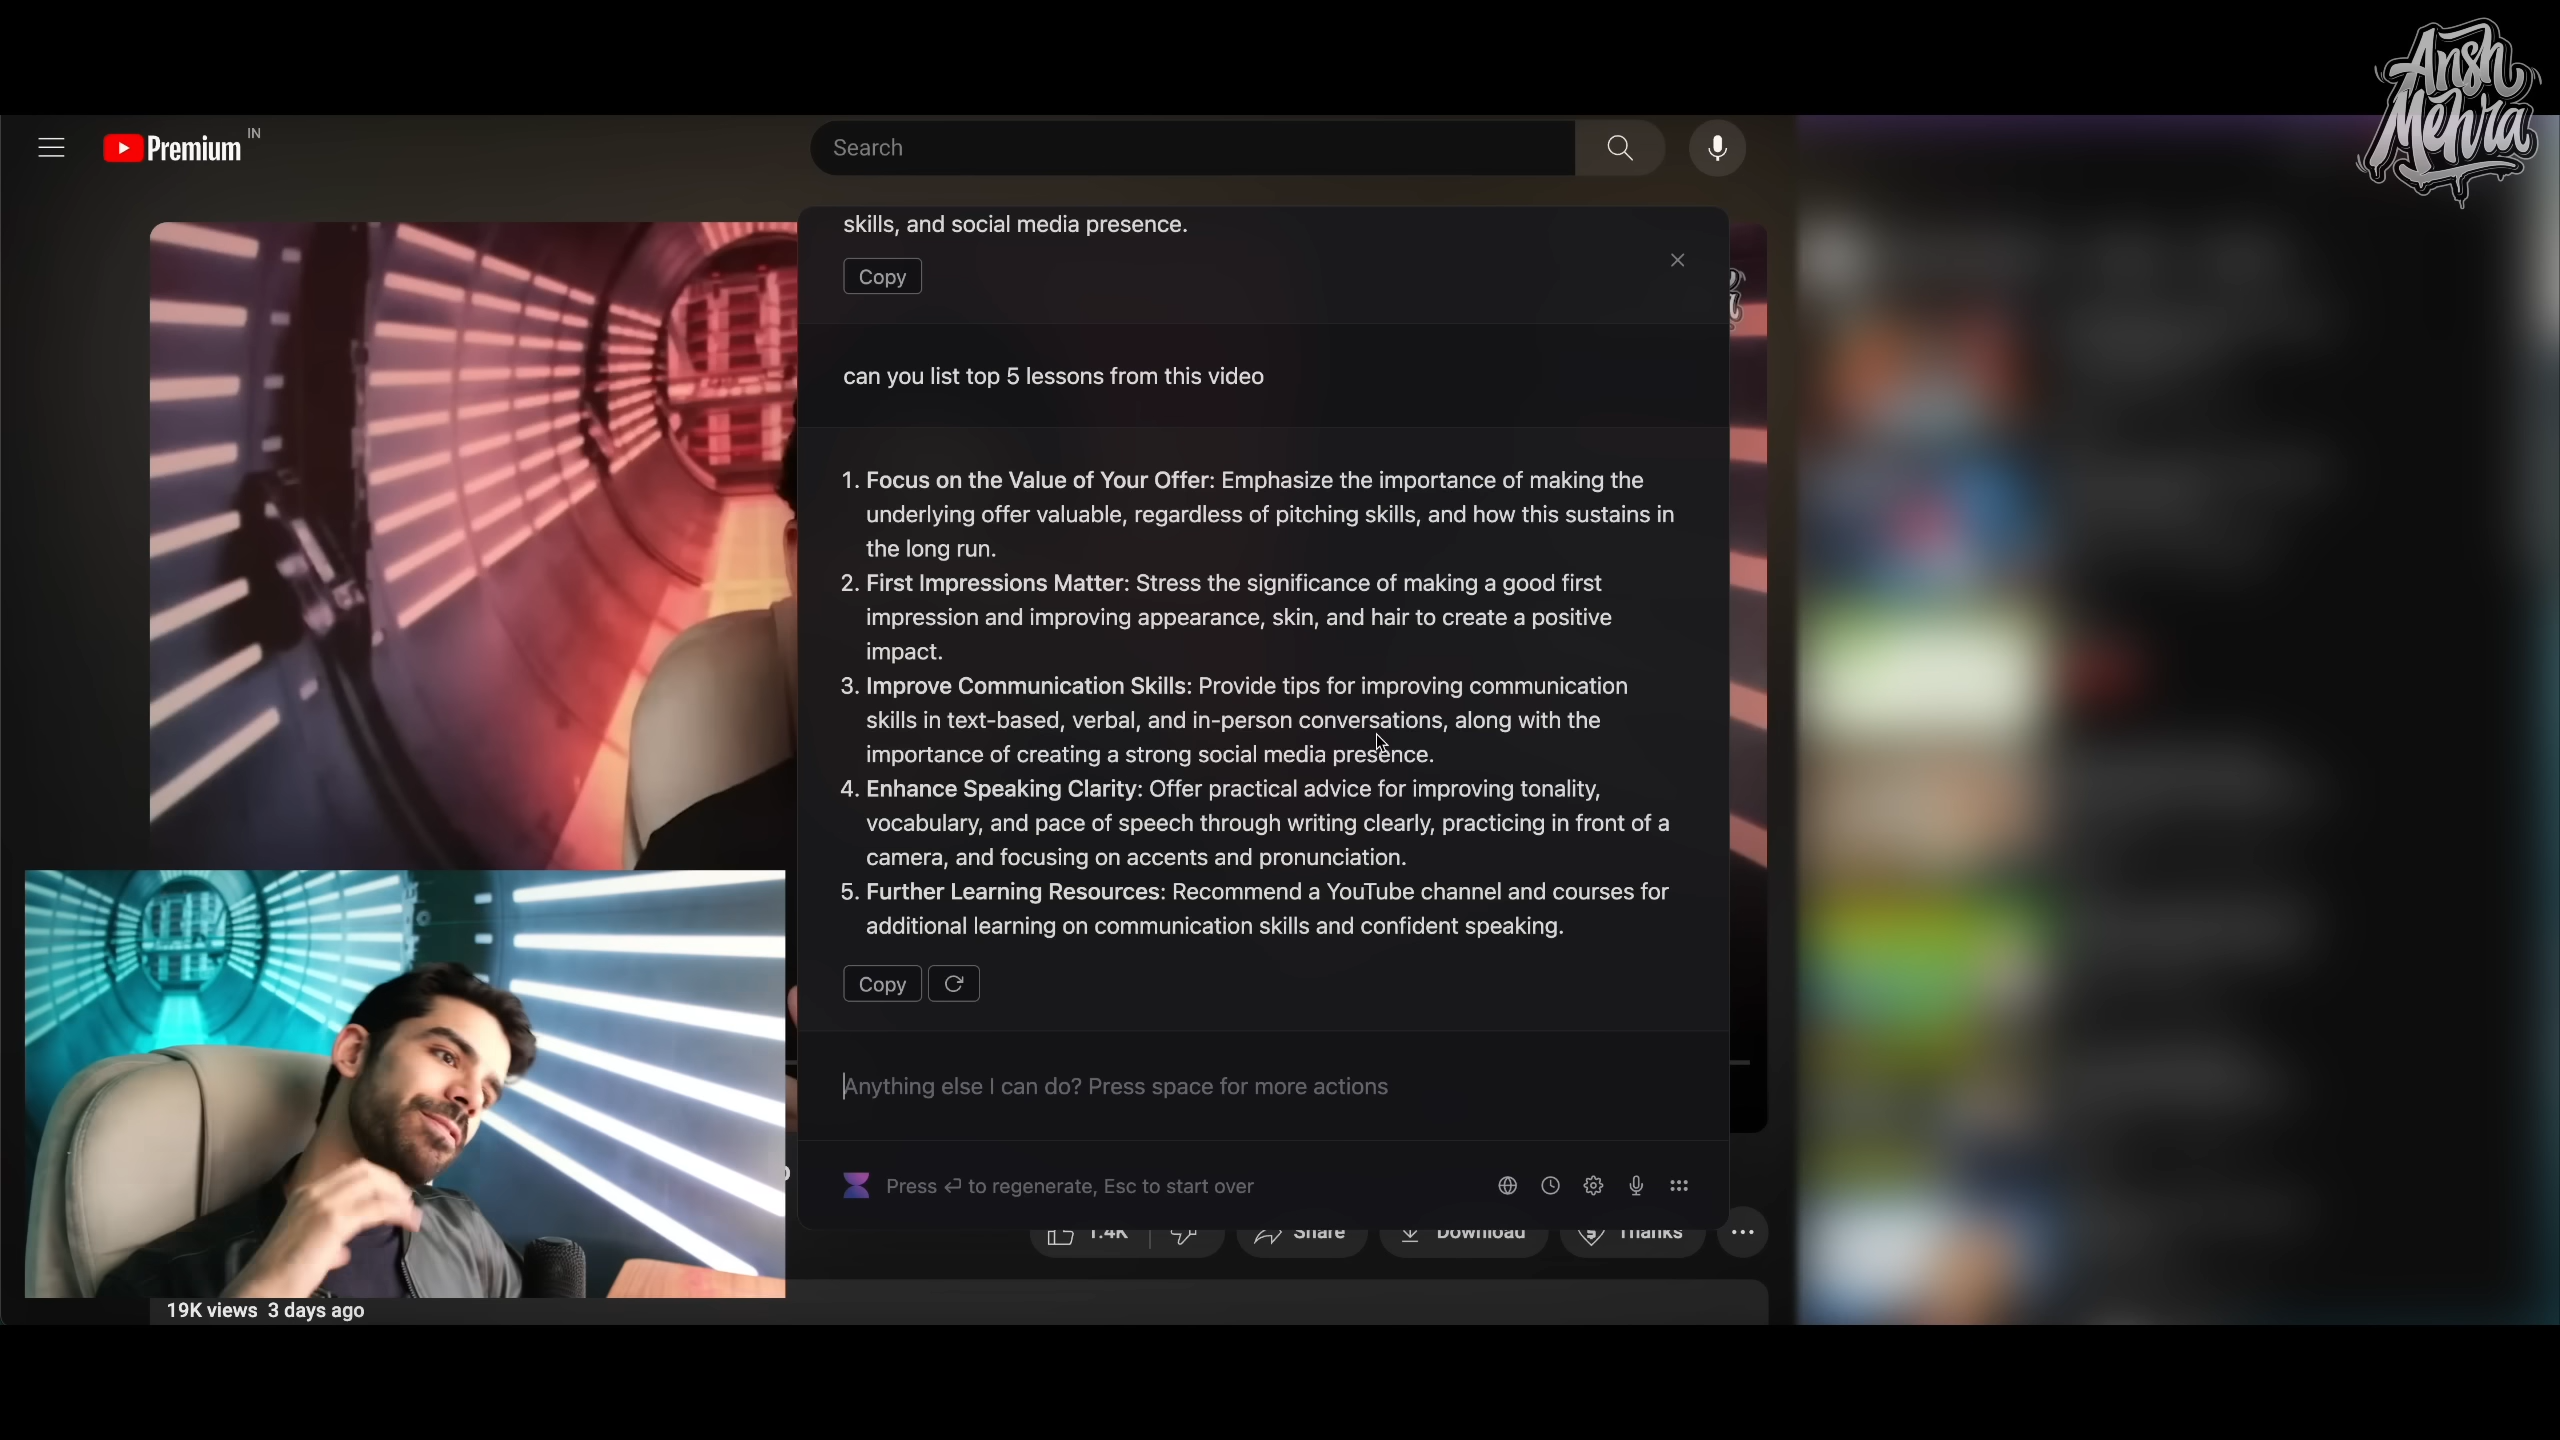 Ansh
Mehra
Premium
IN
Search
skills, and social media presence.
Copy
can you list top 5 lessons from this video
1. Focus on the Value of Your Offer: Emphasize the importance of making the
underlying offer valuable, regardless of pitching skills, and how this sustains in
the long run.
2. First Impressions Matter: Stress the significance of making a good first
impression and improving appearance, skin, and hair to create a positive
impact.
3. Improve Communication Skills: Provide tips for improving communication
skills in text-based, verbal, and in-person conversations, along with the
importance of creating a strong social media presence.
4. Enhance Speaking Clarity: Offer practical advice for improving tonality,
vocabulary, and pace of speech through writing clearly, practicing in front of a
camera, and focusing on accents and pronunciation.
5. Further Learning Resources: Recommend a YouTube channel and courses for
additional learning on communication skills and confident speaking.
Copy
Anything else I can do? Press space for more actions
Press ↵ to regenerate, Esc to start over
1.4K
Share
Download
Thanks
19K views 3 days ago